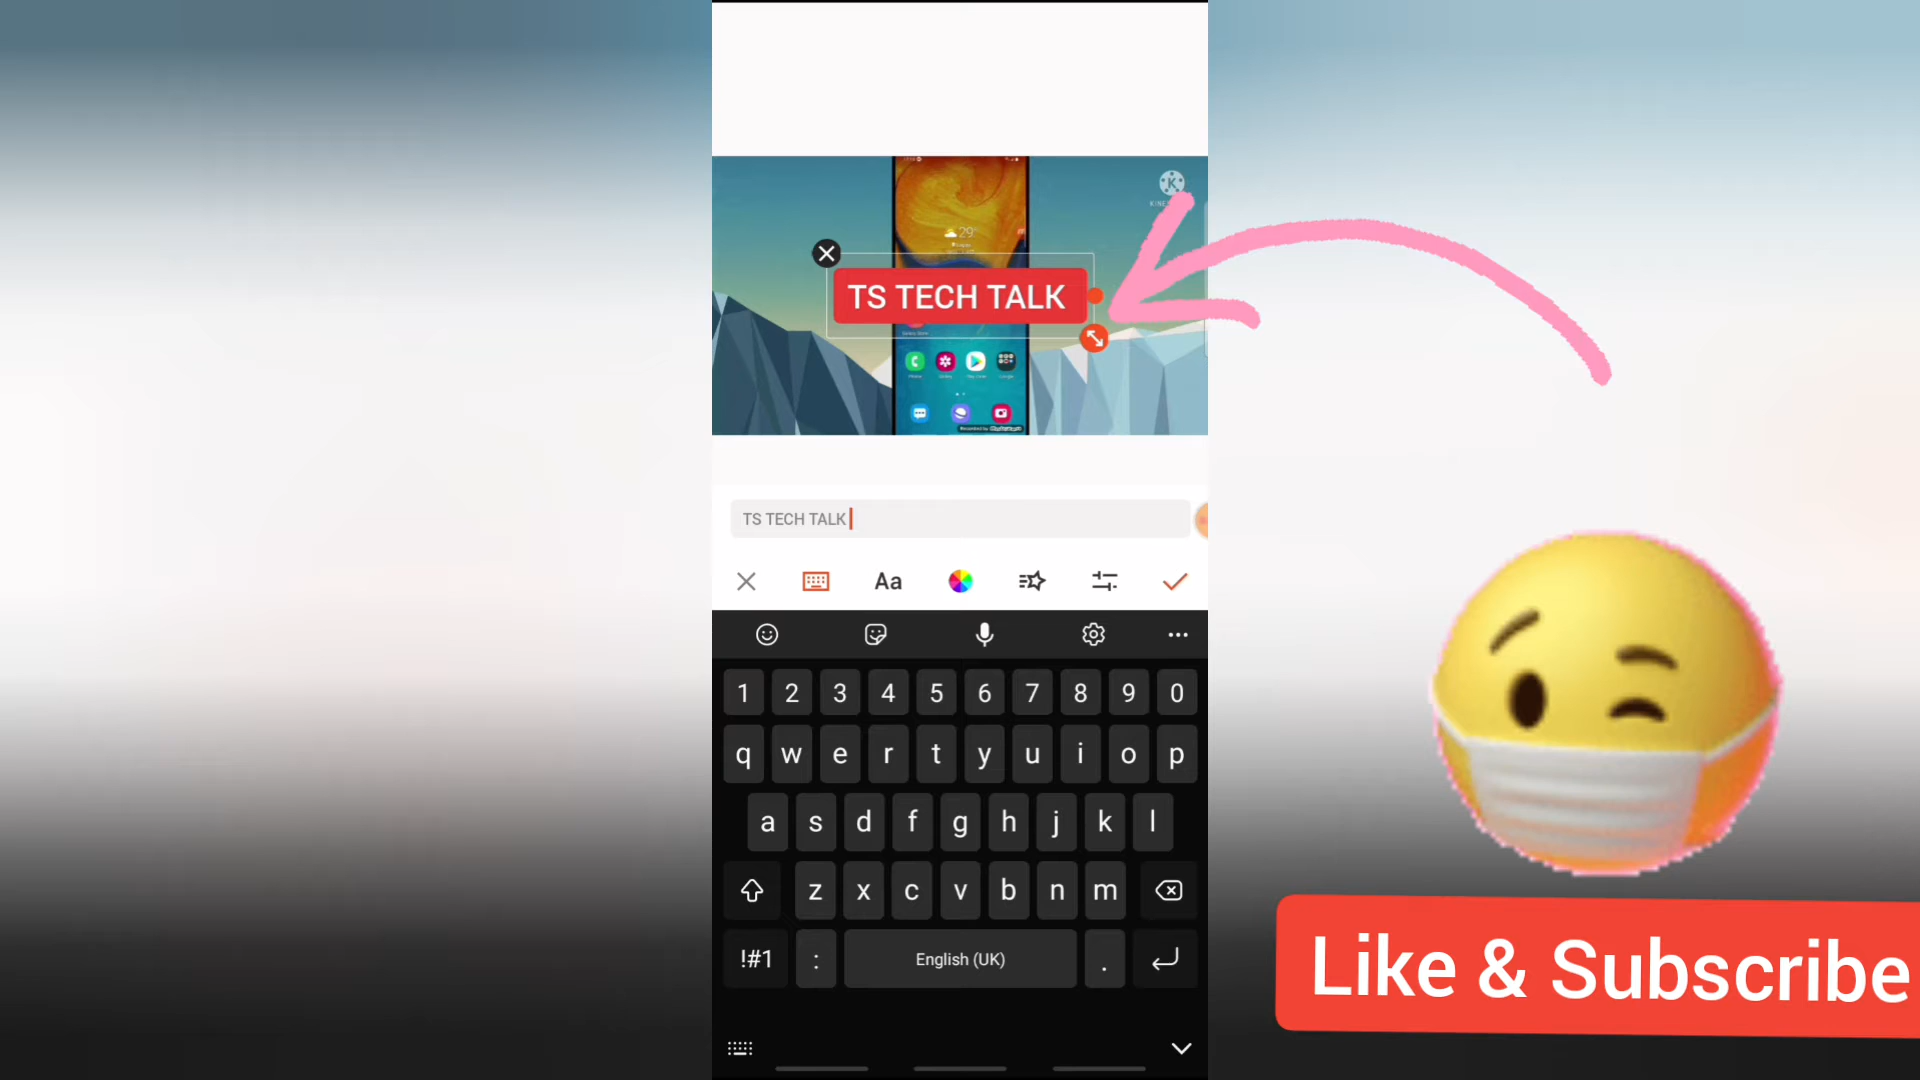 29°
TS TECH TALK
TS TECH TALK
Aa
1 2 3 4 5 6 7 8 9 0
q w e r t y u i o p
a s d f g h j k l
z x c v b n m
!#1 : English (UK) .
Like & Subscribe